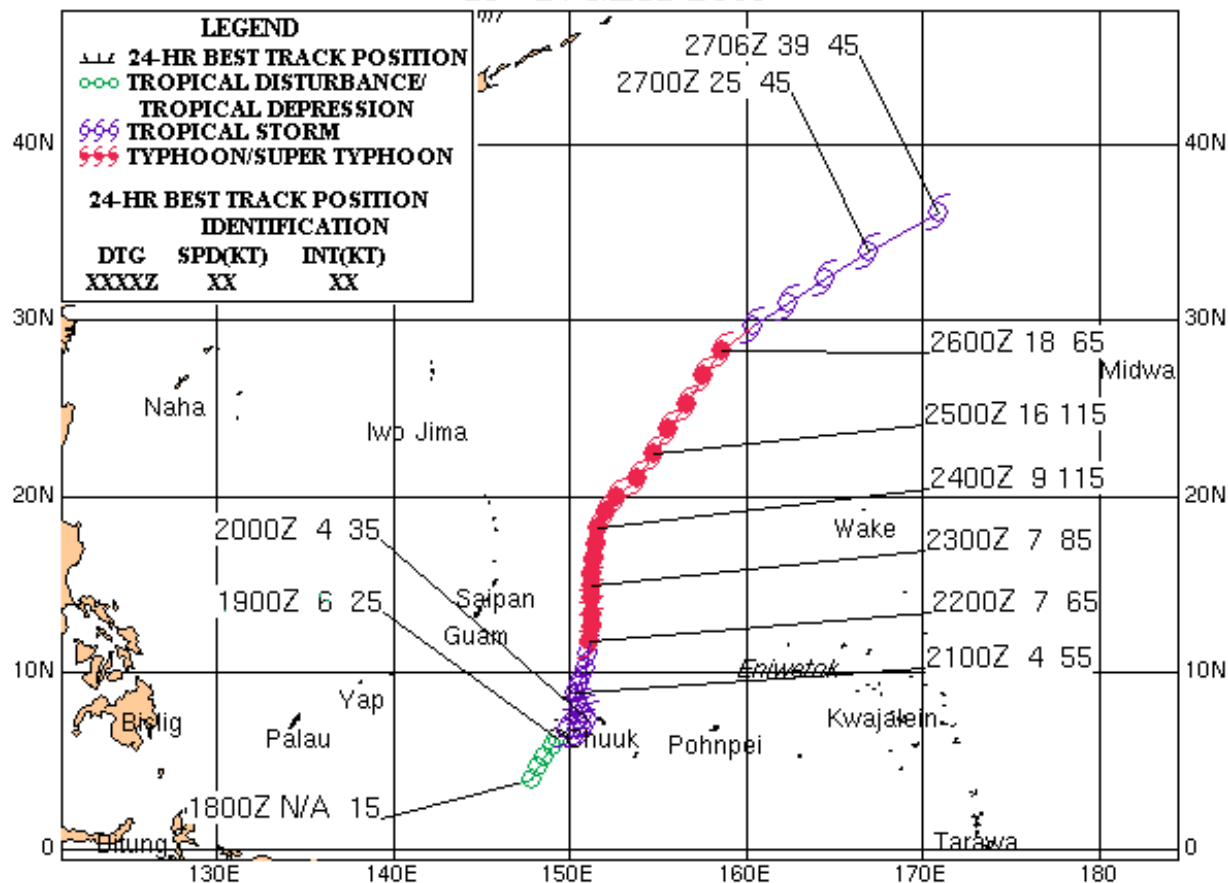 LEGEND
24-HR BEST TRACK POSITION
TROPICAL DISTURBANCE/
TROPICAL DEPRESSION
TROPICAL STORM
TYPHOON/SUPER TYPHOON
24-HR BEST TRACK POSITION
IDENTIFICATION
DTG SPD(KT) INT(KT)
XXXXZ XX XX
2706Z 39 45
2700Z 25 45
40N 40N
30N 30N
2600Z 18 65
Midwa
Naha
2500Z 16 115
Iwo Jima
2400Z 9 115
20N 20N
2000Z 4 35
Wake
2300Z 7 85
1900Z 6 25
Saipan
2200Z 7 65
Guam
10N 10N
Eniwetok
2100Z 4 55
Yap
Kwajalein
Palau
Pohnpei
1800Z N/A 15
Bitung
Tarawa
0 0
130E 140E 150E 160E 170E 180